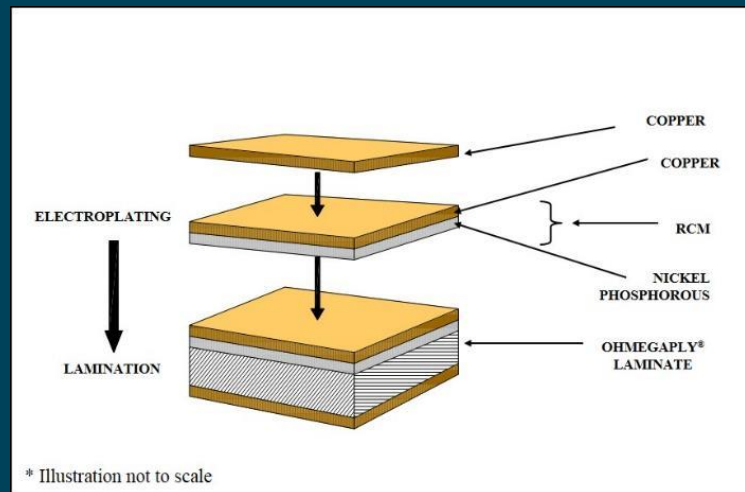 COPPER
COPPER
ELECTROPLATING
RCM
NICKEL
PHOSPHOROUS
OHMEGAPLY®
LAMINATE
LAMINATION
* Illustration not to scale